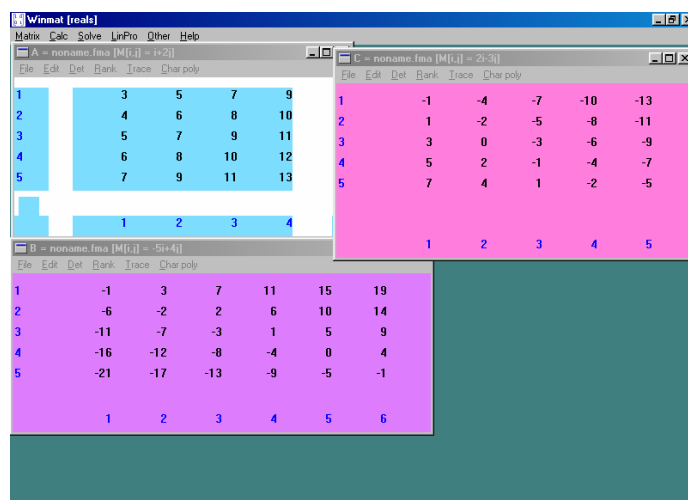 Winmat [reals]
Matrix Calc Solve LinPro Other Help
A = noname.fma [M[i,j] = i+2j]
File Edit Det Rank Trace Char poly
1 3 5 7 9
2 4 6 8 10
3 5 7 9 11
4 6 8 10 12
5 7 9 11 13
1 2 3 4
C = noname.fma [M[i,j] = 2i-3j]
File Edit Det Rank Trace Char poly
1 -1 -4 -7 -10 -13
2 1 -2 -5 -8 -11
3 3 0 -3 -6 -9
4 5 2 -1 -4 -7
5 7 4 1 -2 -5
1 2 3 4 5
B = noname.fma [M[i,j] = -5i+4j]
File Edit Det Rank Trace Char poly
1 -1 3 7 11 15 19
2 -6 -2 2 6 10 14
3 -11 -7 -3 1 5 9
4 -16 -12 -8 -4 0 4
5 -21 -17 -13 -9 -5 -1
1 2 3 4 5 6